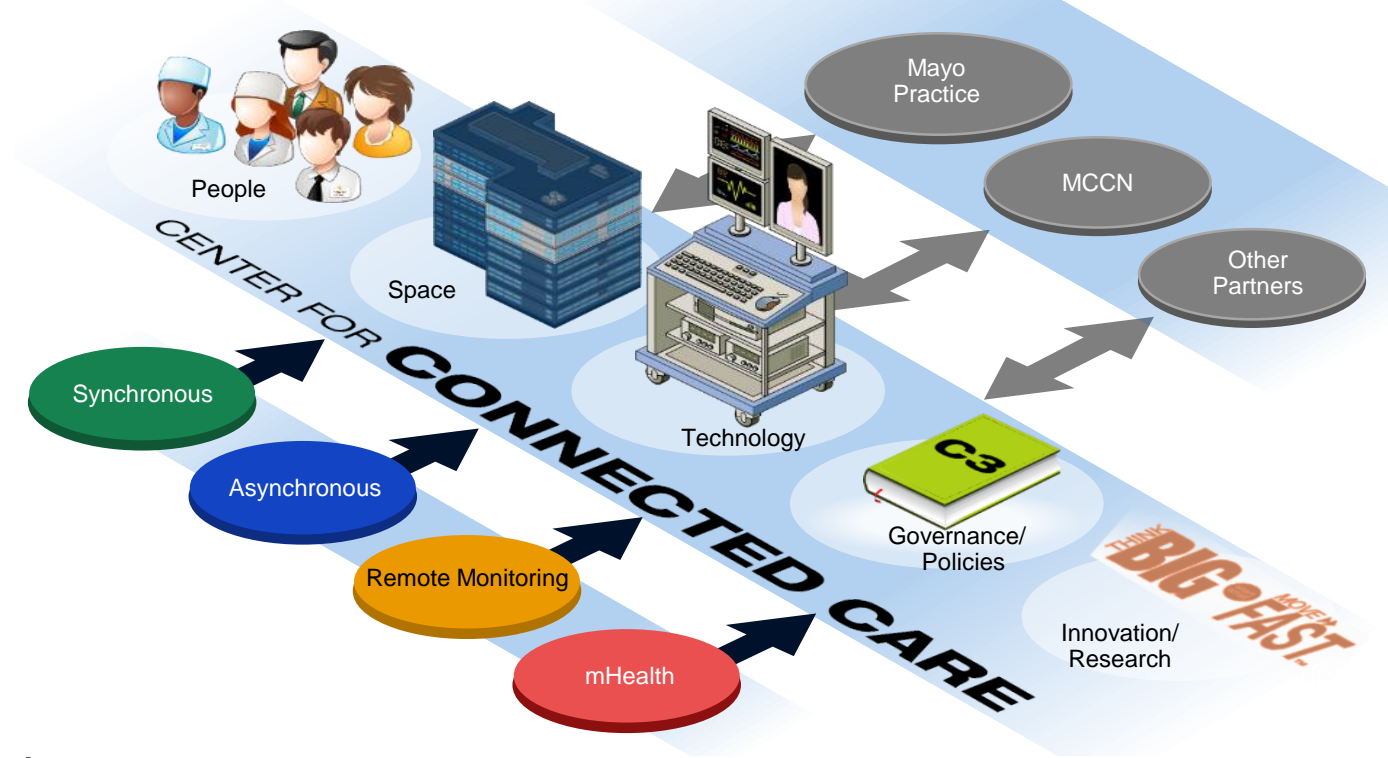 People
Space
Technology
Governance/
Policies
Innovation/
Research
CENTER FOR CONNECTED CARE
Synchronous
Asynchronous
Remote Monitoring
mHealth
Mayo
Practice
MCCN
Other
Partners
C3
THINK
BIG
MOVE
FAST